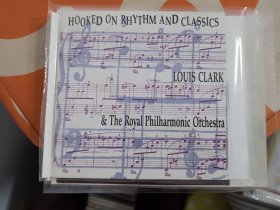 HOOKED ON RHYTHM AND CLASSICS
LOUIS CLARK
& The Royal Philharmonic Orchestra